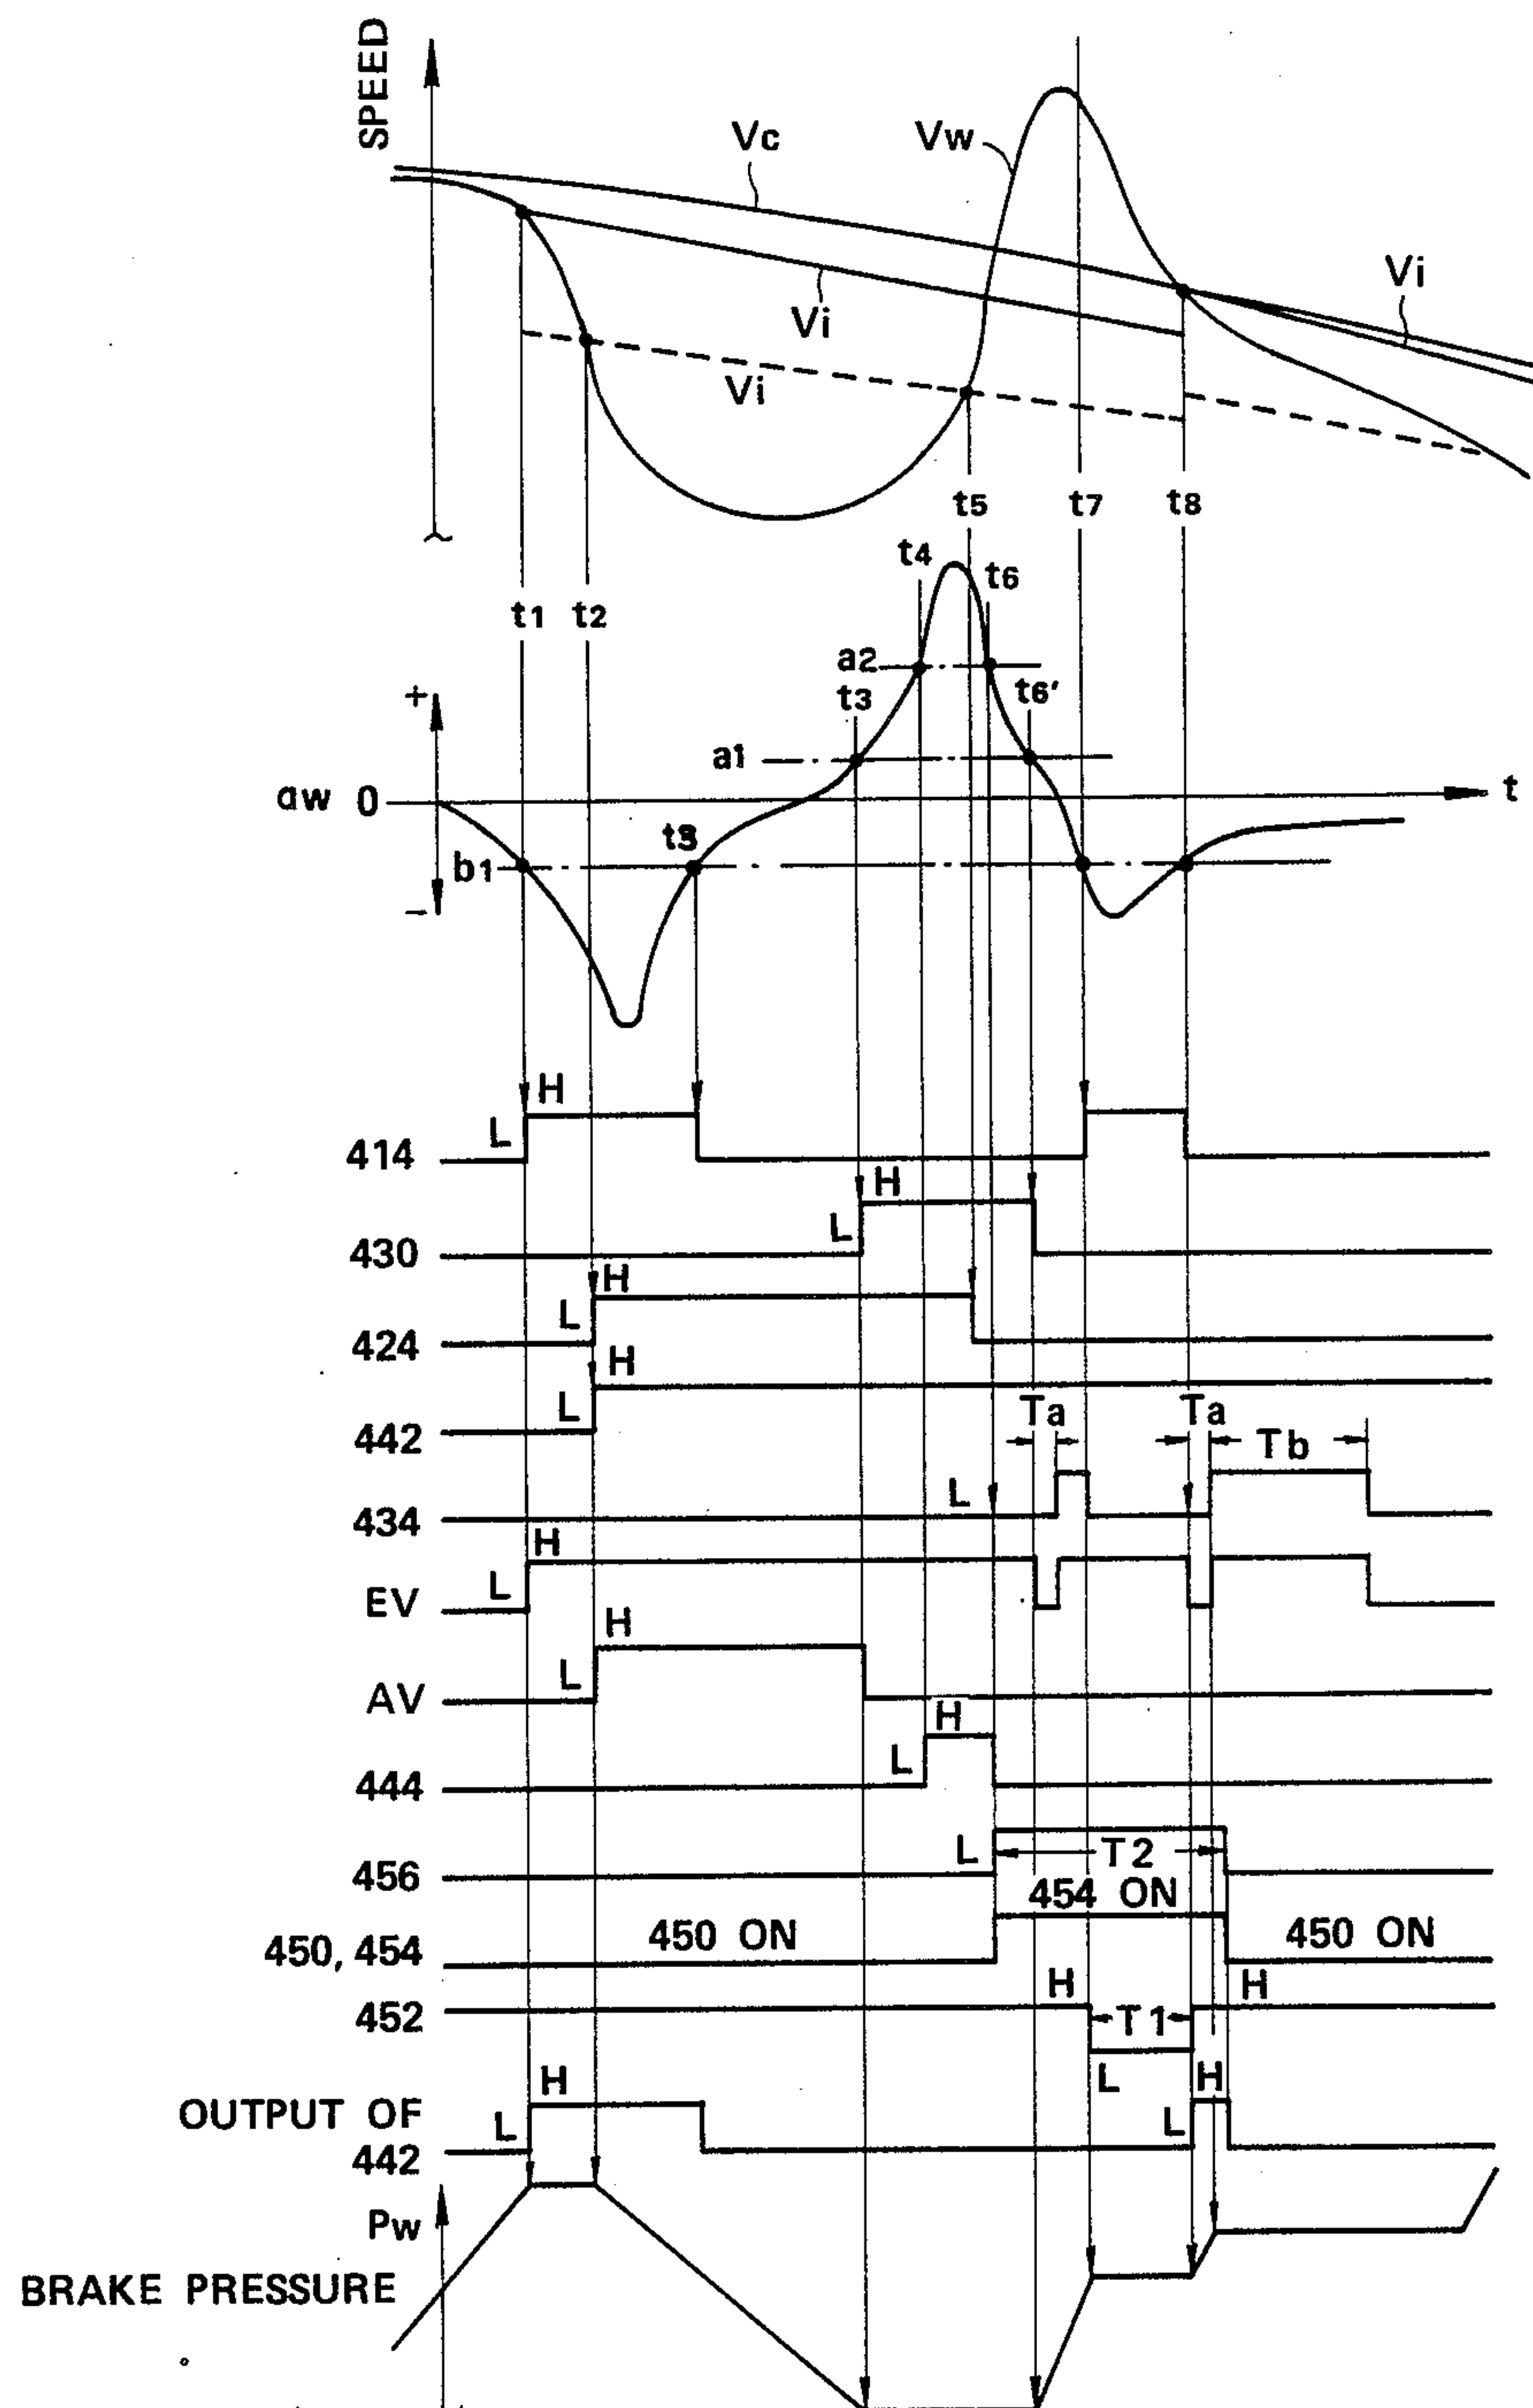 SPEED
Vc
Vw
Vi
Vi
Vi
t5
t7
t8
t4
t6
t1
t2
a2
t3
t6'
+
a1
aw 0
t
b1
−
H
L
414
H
L
430
H
L
424
H
L
442
Ta
Ta
Tb
L
434
H
L
EV
H
L
AV
H
L
444
L
T2
456
454 ON
450 ON
450 ON
450, 454
H
H
452
T1
L
H
H
OUTPUT OF
L
L
442
Pw
BRAKE PRESSURE